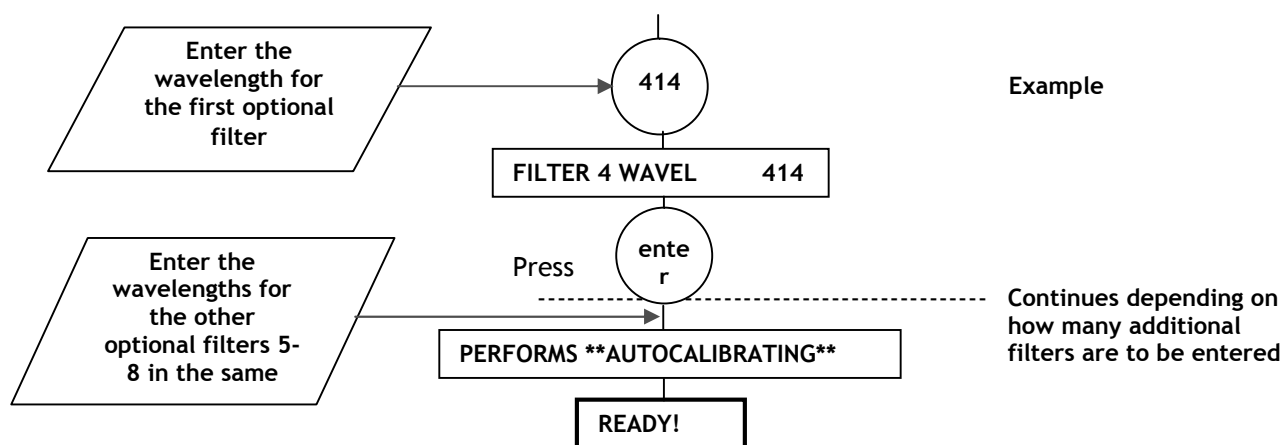 Enter the
wavelength for
the first optional
filter
414
Example
FILTER 4 WAVEL 414
ente
r
Press
Enter the
wavelengths for
the other
optional filters 5-
8 in the same
Continues depending on
how many additional
filters are to be entered
PERFORMS **AUTOCALIBRATING**
READY!